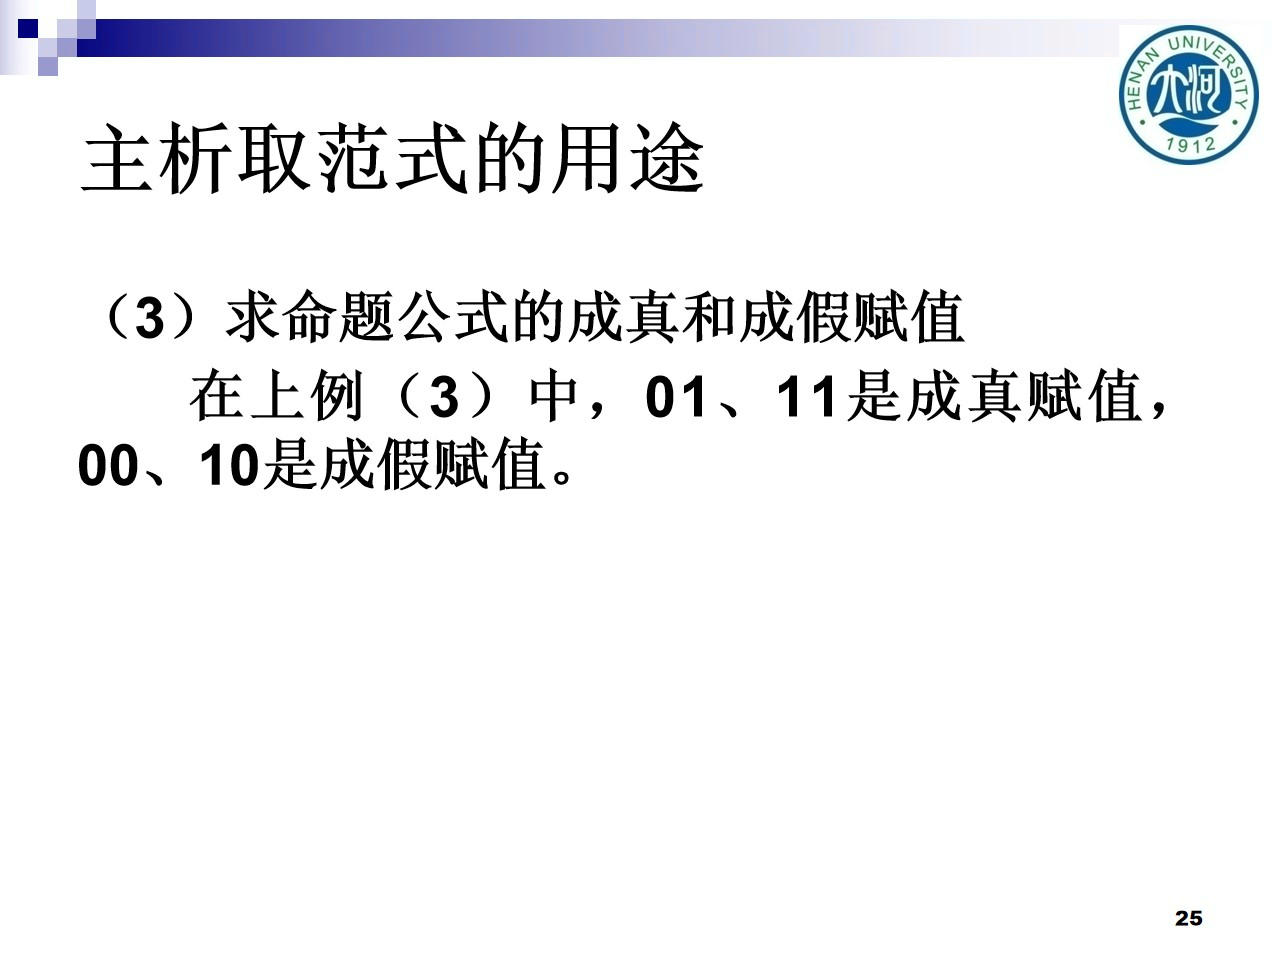 HENAN UNIVERSITY
1912
主析取范式的用途
（3）求命题公式的成真和成假赋值
在上例（3）中，01、11是成真赋值，
00、10是成假赋值。
25